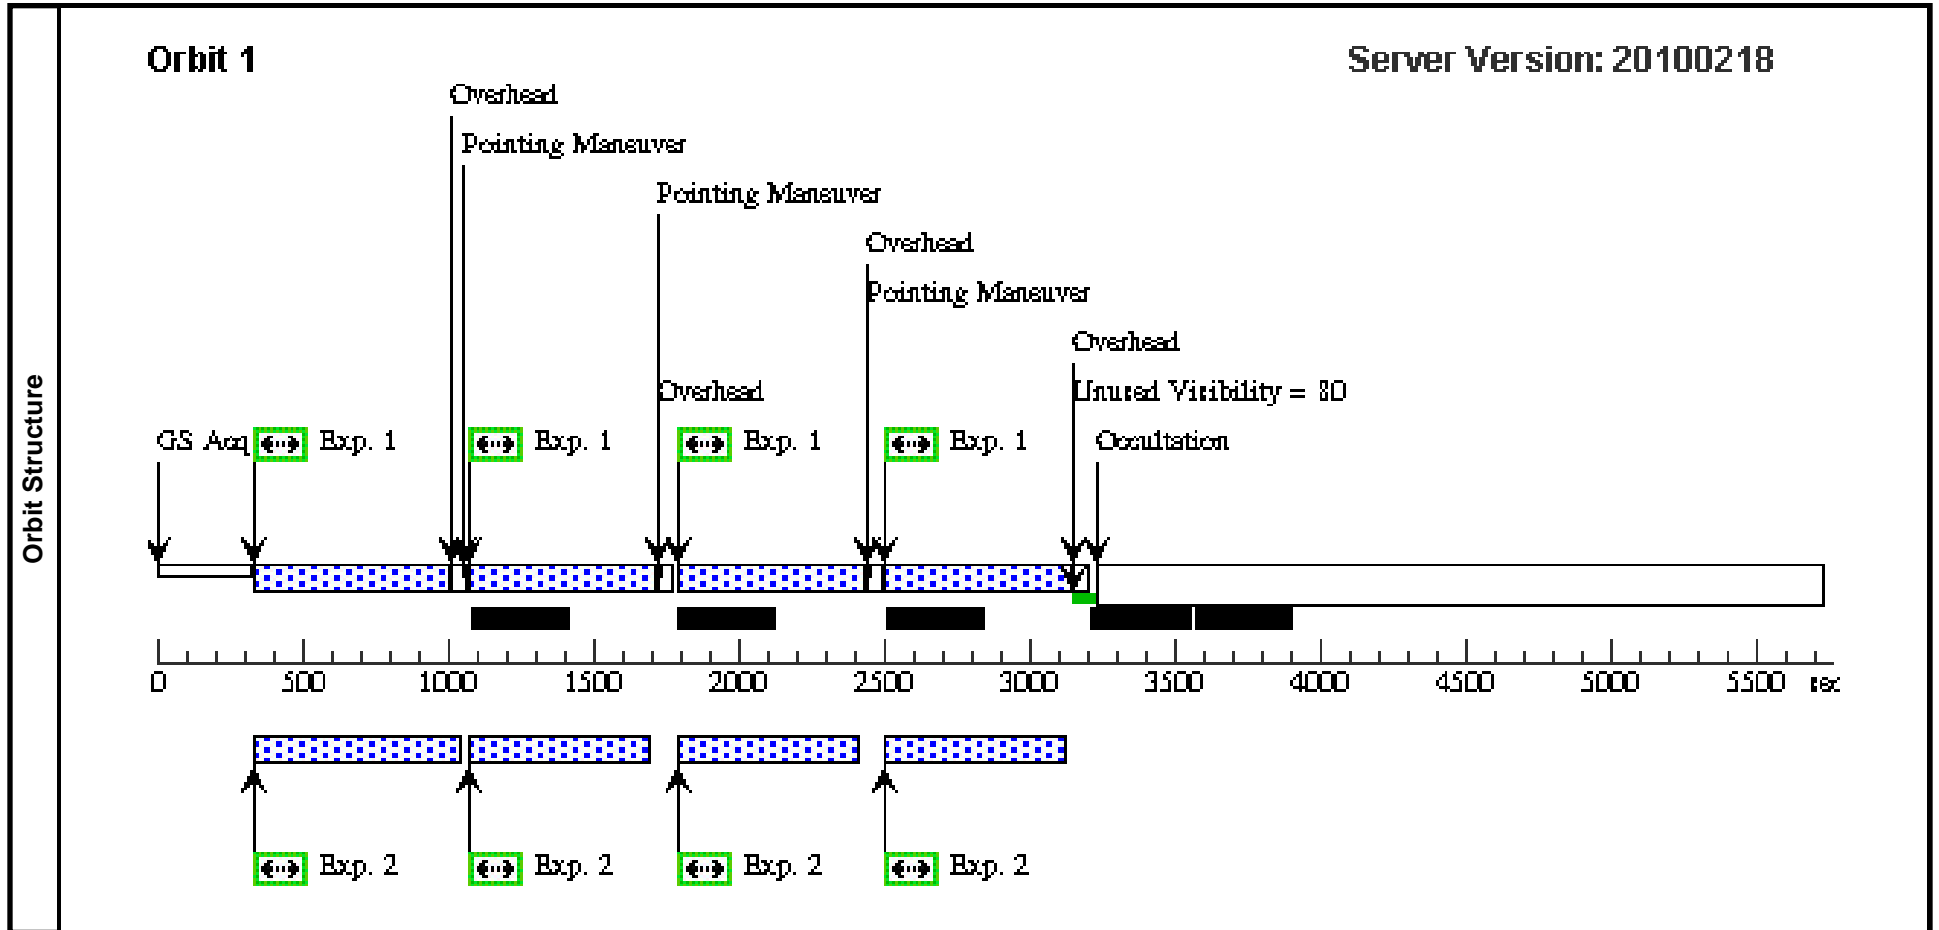 Orbit 1
Server Version: 20100218
Overhead
Pointing Maneuver
Pointing Maneuver
Overhead
Pointing Maneuver
Overhead
Overhead
Unused Visibility = 80
GS Acq
Exp. 1
Exp. 1
Exp. 1
Exp. 1
Occultation
Orbit Structure
0 500 1000 1500 2000 2500 3000 3500 4000 4500 5000 5500 sec
Exp. 2
Exp. 2
Exp. 2
Exp. 2